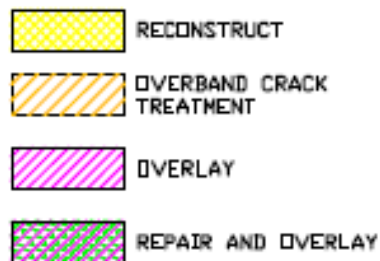 RECONSTRUCT
OVERBAND CRACK
TREATMENT
OVERLAY
REPAIR AND OVERLAY